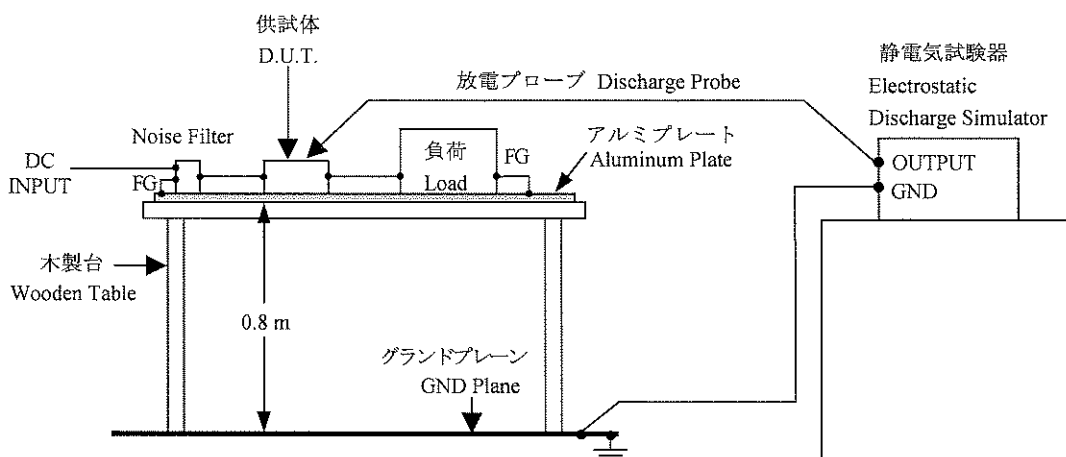 供試体
D.U.T.
静電気試験器
Electrostatic
Discharge Simulator
放電プローブ Discharge Probe
Noise Filter
アルミプレート
Aluminum Plate
DC
INPUT
FG
負荷
Load
FG
OUTPUT
GND
木製台
Wooden Table
0.8 m
グランドプレーン
GND Plane